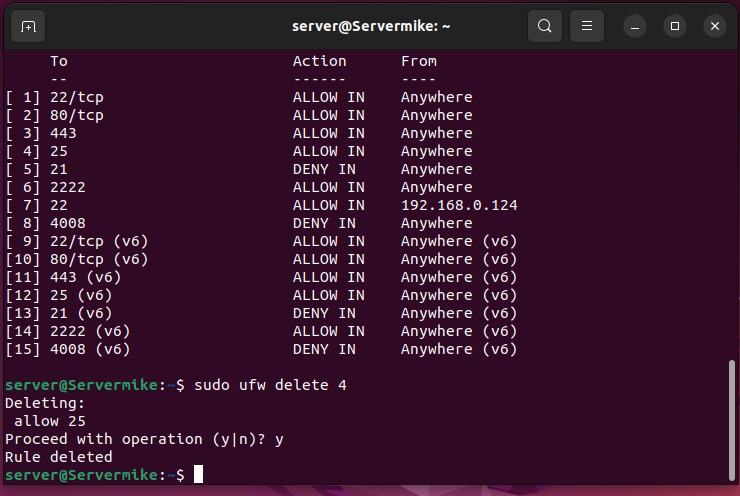 server@Servermike: ~
     To                         Action      From
     --                         ------      ----
[ 1] 22/tcp                     ALLOW IN    Anywhere
[ 2] 80/tcp                     ALLOW IN    Anywhere
[ 3] 443                        ALLOW IN    Anywhere
[ 4] 25                         ALLOW IN    Anywhere
[ 5] 21                         DENY IN     Anywhere
[ 6] 2222                       ALLOW IN    Anywhere
[ 7] 22                         ALLOW IN    192.168.0.124
[ 8] 4008                       DENY IN     Anywhere
[ 9] 22/tcp (v6)                ALLOW IN    Anywhere (v6)
[10] 80/tcp (v6)                ALLOW IN    Anywhere (v6)
[11] 443 (v6)                   ALLOW IN    Anywhere (v6)
[12] 25 (v6)                    ALLOW IN    Anywhere (v6)
[13] 21 (v6)                    DENY IN     Anywhere (v6)
[14] 2222 (v6)                  ALLOW IN    Anywhere (v6)
[15] 4008 (v6)                  DENY IN     Anywhere (v6)
server@Servermike:~$ sudo ufw delete 4
Deleting:
 allow 25
Proceed with operation (y|n)? y
Rule deleted
server@Servermike:~$